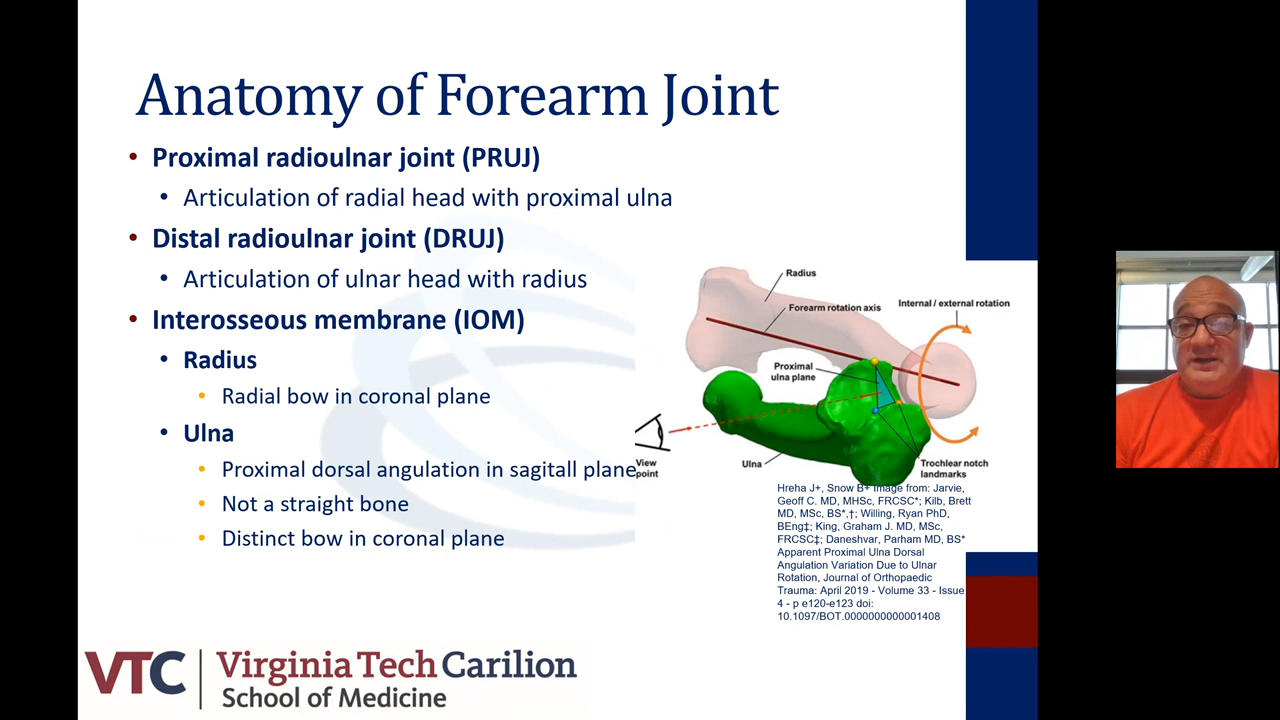 Anatomy of Forearm Joint
• Proximal radioulnar joint (PRUJ)
• Articulation of radial head with proximal ulna
• Distal radioulnar joint (DRUJ)
• Articulation of ulnar head with radius
• Interosseous membrane (IOM)
• Radius
• Radial bow in coronal plane
• Ulna
• Proximal dorsal angulation in sagitall plane
• Not a straight bone
• Distinct bow in coronal plane
Radius
Forearm rotation axis
Internal / external rotation
Proximal
ulna plane
View
point
Ulna
Trochlear notch
landmarks
Hreha J+, Snow B+ Image from: Jarvie,
Geoff C. MD, MHSc, FRCSC*; Kilb, Brett
MD, MSc, BS*,†; Willing, Ryan PhD,
BEng‡; King, Graham J. MD, MSc,
FRCSC‡; Daneshvar, Parham MD, BS*
Apparent Proximal Ulna Dorsal
Angulation Variation Due to Ulnar
Rotation, Journal of Orthopaedic
Trauma: April 2019 - Volume 33 - Issue
4 - p e120-e123 doi:
10.1097/BOT.0000000000001408
VTC
Virginia Tech Carilion
School of Medicine